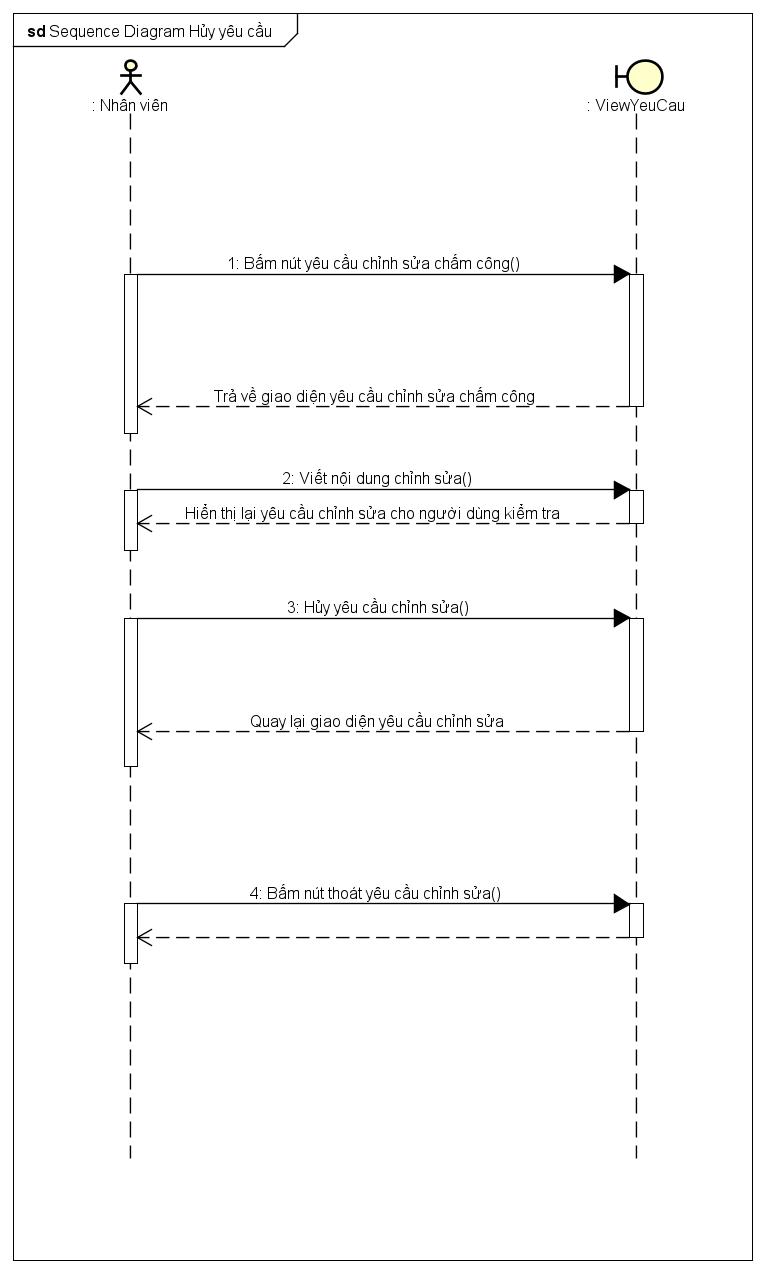 sd Sequence Diagram Hủy yêu cầu
: Nhân viên
: ViewYeuCau
1: Bấm nút yêu cầu chỉnh sửa chấm công()
Trả về giao diện yêu cầu chỉnh sửa chấm công
2: Viết nội dung chỉnh sửa()
Hiển thị lại yêu cầu chỉnh sửa cho người dùng kiểm tra
3: Hủy yêu cầu chỉnh sửa()
Quay lại giao diện yêu cầu chỉnh sửa
4: Bấm nút thoát yêu cầu chỉnh sửa()